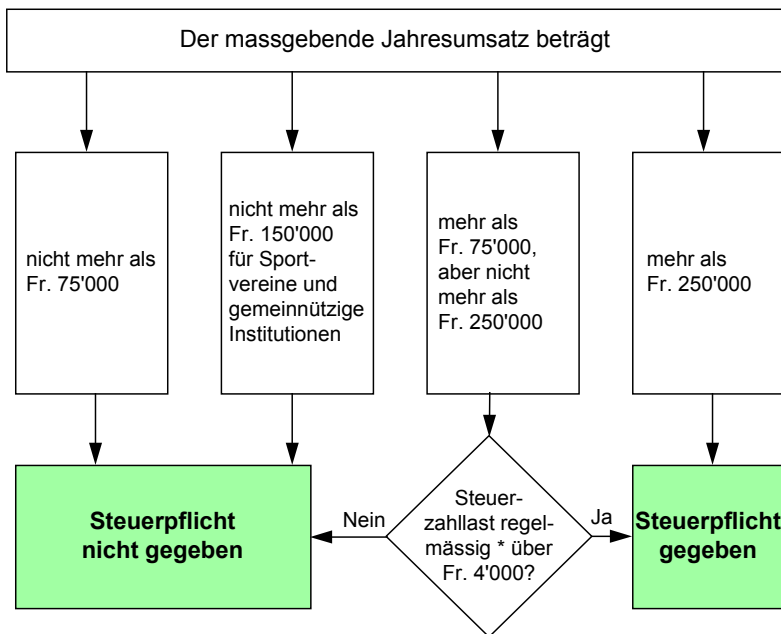 Der massgebende Jahresumsatz beträgt
nicht mehr als
Fr. 75'000
nicht mehr als
Fr. 150'000
für Sport-
vereine und
gemeinnützige
Institutionen
mehr als
Fr. 75'000,
aber nicht
mehr als
Fr. 250'000
mehr als
Fr. 250'000
Steuerpflicht
nicht gegeben
Nein
Steuer-
zahllast regel-
mässig * über
Fr. 4'000?
Ja
Steuerpflicht
gegeben